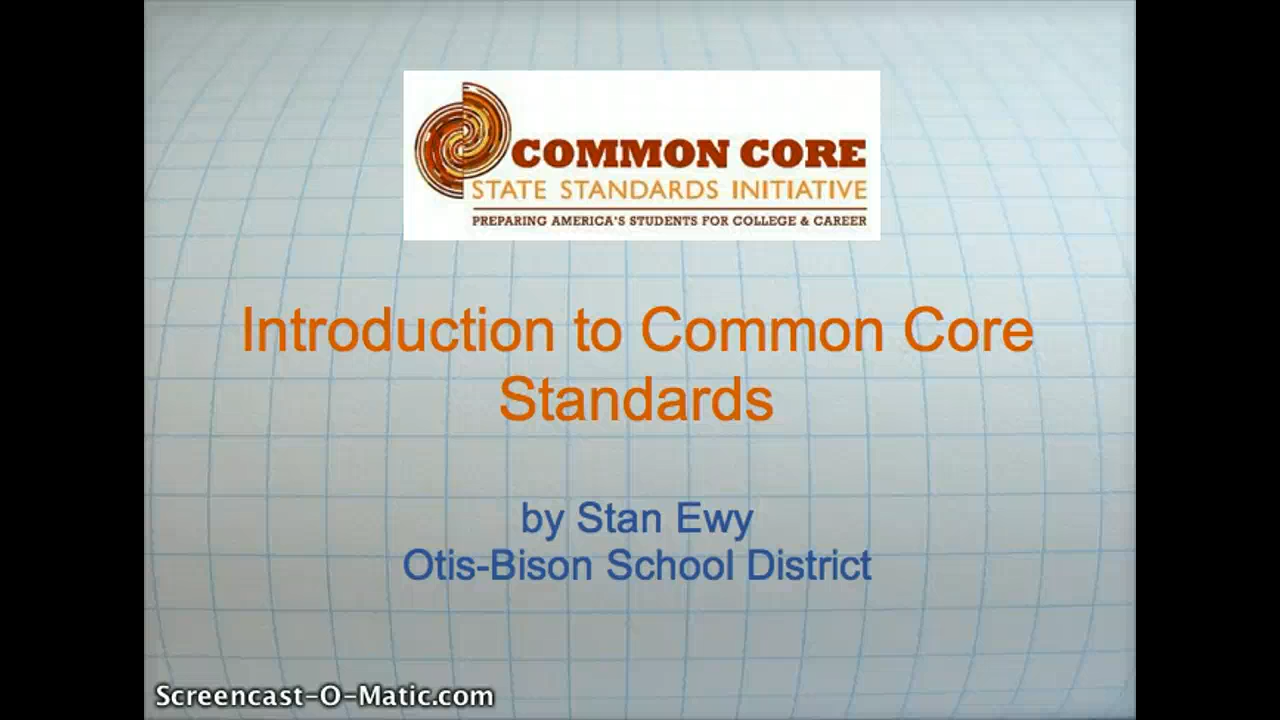 COMMON CORE
STATE STANDARDS INITIATIVE
PREPARING AMERICA'S STUDENTS FOR COLLEGE & CAREER
Introduction to Common Core
Standards
by Stan Ewy
Otis-Bison School District
Screencast-O-Matic.com